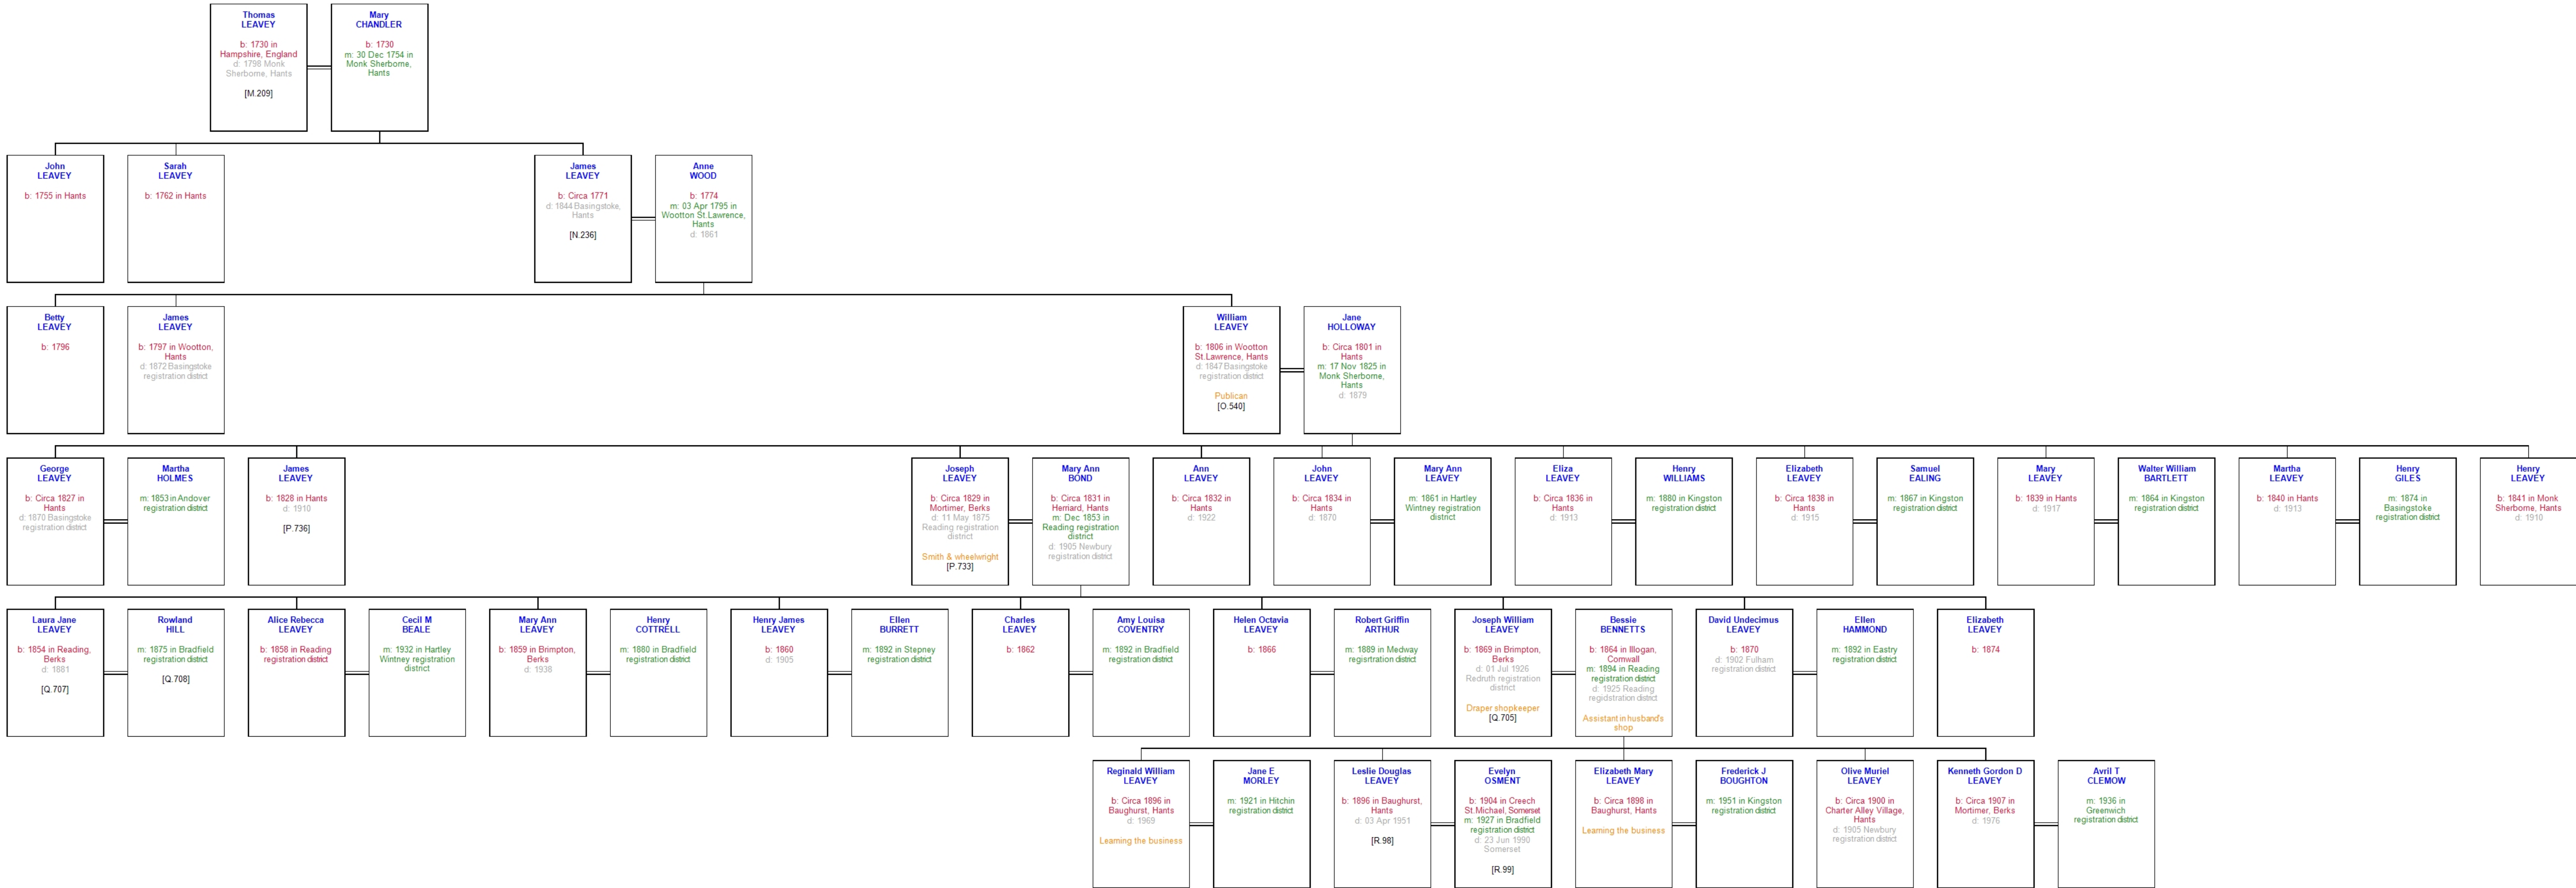 Thomas
LEAVEY
b: 1730 in
Hampshire, England
d: 1798 Monk
Sherborne, Hants
[M.209]
Mary
CHANDLER
b: 1730
m: 30 Dec 1754 in
Monk Sherborne,
Hants
John
LEAVEY
b: 1755 in Hants
Sarah
LEAVEY
b: 1762 in Hants
James
LEAVEY
b: Circa 1771
d: 1844 Basingstoke,
Hants
[N.236]
Anne
WOOD
b: 1774
m: 03 Apr 1795 in
Wootton St.Lawrence,
Hants
d: 1861
Betty
LEAVEY
b: 1796
James
LEAVEY
b: 1797 in Wootton,
Hants
d: 1872 Basingstoke
registration district
William
LEAVEY
b: 1806 in Wootton
St.Lawrence, Hants
d: 1847 Basingstoke
registration district
Publican
[O.540]
Jane
HOLLOWAY
b: Circa 1801 in
Hants
m: 17 Nov 1825 in
Monk Sherborne,
Hants
d: 1879
George
LEAVEY
b: Circa 1827 in
Hants
d: 1870 Basingstoke
registration district
Martha
HOLMES
m: 1853 in Andover
registration district
James
LEAVEY
b: 1828 in Hants
d: 1910
[P.736]
Joseph
LEAVEY
b: Circa 1829 in
Mortimer, Berks
d: 11 May 1875
Reading registration
district
Smith & wheelwright
[P.733]
Mary Ann
BOND
b: Circa 1831 in
Herriard, Hants
m: Dec 1853 in
Reading registration
district
d: 1905 Newbury
registration district
Ann
LEAVEY
b: Circa 1832 in
Hants
d: 1922
John
LEAVEY
b: Circa 1834 in
Hants
d: 1870
Mary Ann
LEAVEY
m: 1861 in Hartley
Wintney registration
district
Eliza
LEAVEY
b: Circa 1836 in
Hants
d: 1913
Henry
WILLIAMS
m: 1880 in Kingston
registration district
Elizabeth
LEAVEY
b: Circa 1838 in
Hants
d: 1915
Samuel
EALING
m: 1867 in Kingston
registration district
Mary
LEAVEY
b: 1839 in Hants
d: 1917
Walter William
BARTLETT
m: 1864 in Kingston
registration district
Martha
LEAVEY
b: 1840 in Hants
d: 1913
Henry
GILES
m: 1874 in
Basingstoke
registration district
Henry
LEAVEY
b: 1841 in Monk
Sherborne, Hants
d: 1910
Laura Jane
LEAVEY
b: 1854 in Reading,
Berks
d: 1881
[Q.707]
Rowland
HILL
m: 1875 in Bradfield
registration district
[Q.708]
Alice Rebecca
LEAVEY
b: 1858 in Reading
registration district
Cecil M
BEALE
m: 1932 in Hartley
Wintney registration
district
Mary Ann
LEAVEY
b: 1859 in Brimpton,
Berks
d: 1938
Henry
COTTRELL
m: 1880 in Bradfield
registration district
Henry James
LEAVEY
b: 1860
d: 1905
Ellen
BURRETT
m: 1892 in Stepney
registration district
Charles
LEAVEY
b: 1862
Amy Louisa
COVENTRY
m: 1892 in Bradfield
registration district
Helen Octavia
LEAVEY
b: 1866
Robert Griffin
ARTHUR
m: 1889 in Medway
regisrtriction district
Joseph William
LEAVEY
b: 1869 in Brimpton,
Berks
d: 01 Jul 1926
Redruth registration
district
Draper shopkeeper
[Q.705]
Bessie
BENNETTS
b: 1864 in Illogan,
Cornwall
m: 1894 in Reading
registration district
d: 1925 Reading
regidstration district
Assistant in husband's
shop
David Undecimus
LEAVEY
b: 1870
d: 1902 Fulham
registration district
Ellen
HAMMOND
m: 1892 in Eastry
registration district
Elizabeth
LEAVEY
b: 1874
Reginald William
LEAVEY
b: Circa 1896 in
Baughurst, Hants
d: 1969
Learning the business
Jane E
MORLEY
m: 1921 in Hitchin
registration district
Leslie Douglas
LEAVEY
b: 1896 in Baughurst,
Hants
d: 03 Apr 1951
[R.98]
Evelyn
OSMENT
b: 1904 in Creech
St.Michael, Somerset
m: 1927 in Bradfield
registration district
d: 23 Jun 1990
Somerset
[R.99]
Elizabeth Mary
LEAVEY
b: Circa 1898 in
Baughurst, Hants
Learning the business
Frederick J
BOUGHTON
m: 1951 in Kingston
registration district
Olive Muriel
LEAVEY
b: Circa 1900 in
Charter Alley Village,
Hants
d: 1905 Newbury
registration district
Kenneth Gordon D
LEAVEY
b: Circa 1907 in
Mortimer, Berks
d: 1976
Avril T
CLEMOW
m: 1936 in
Greenwich
registration district